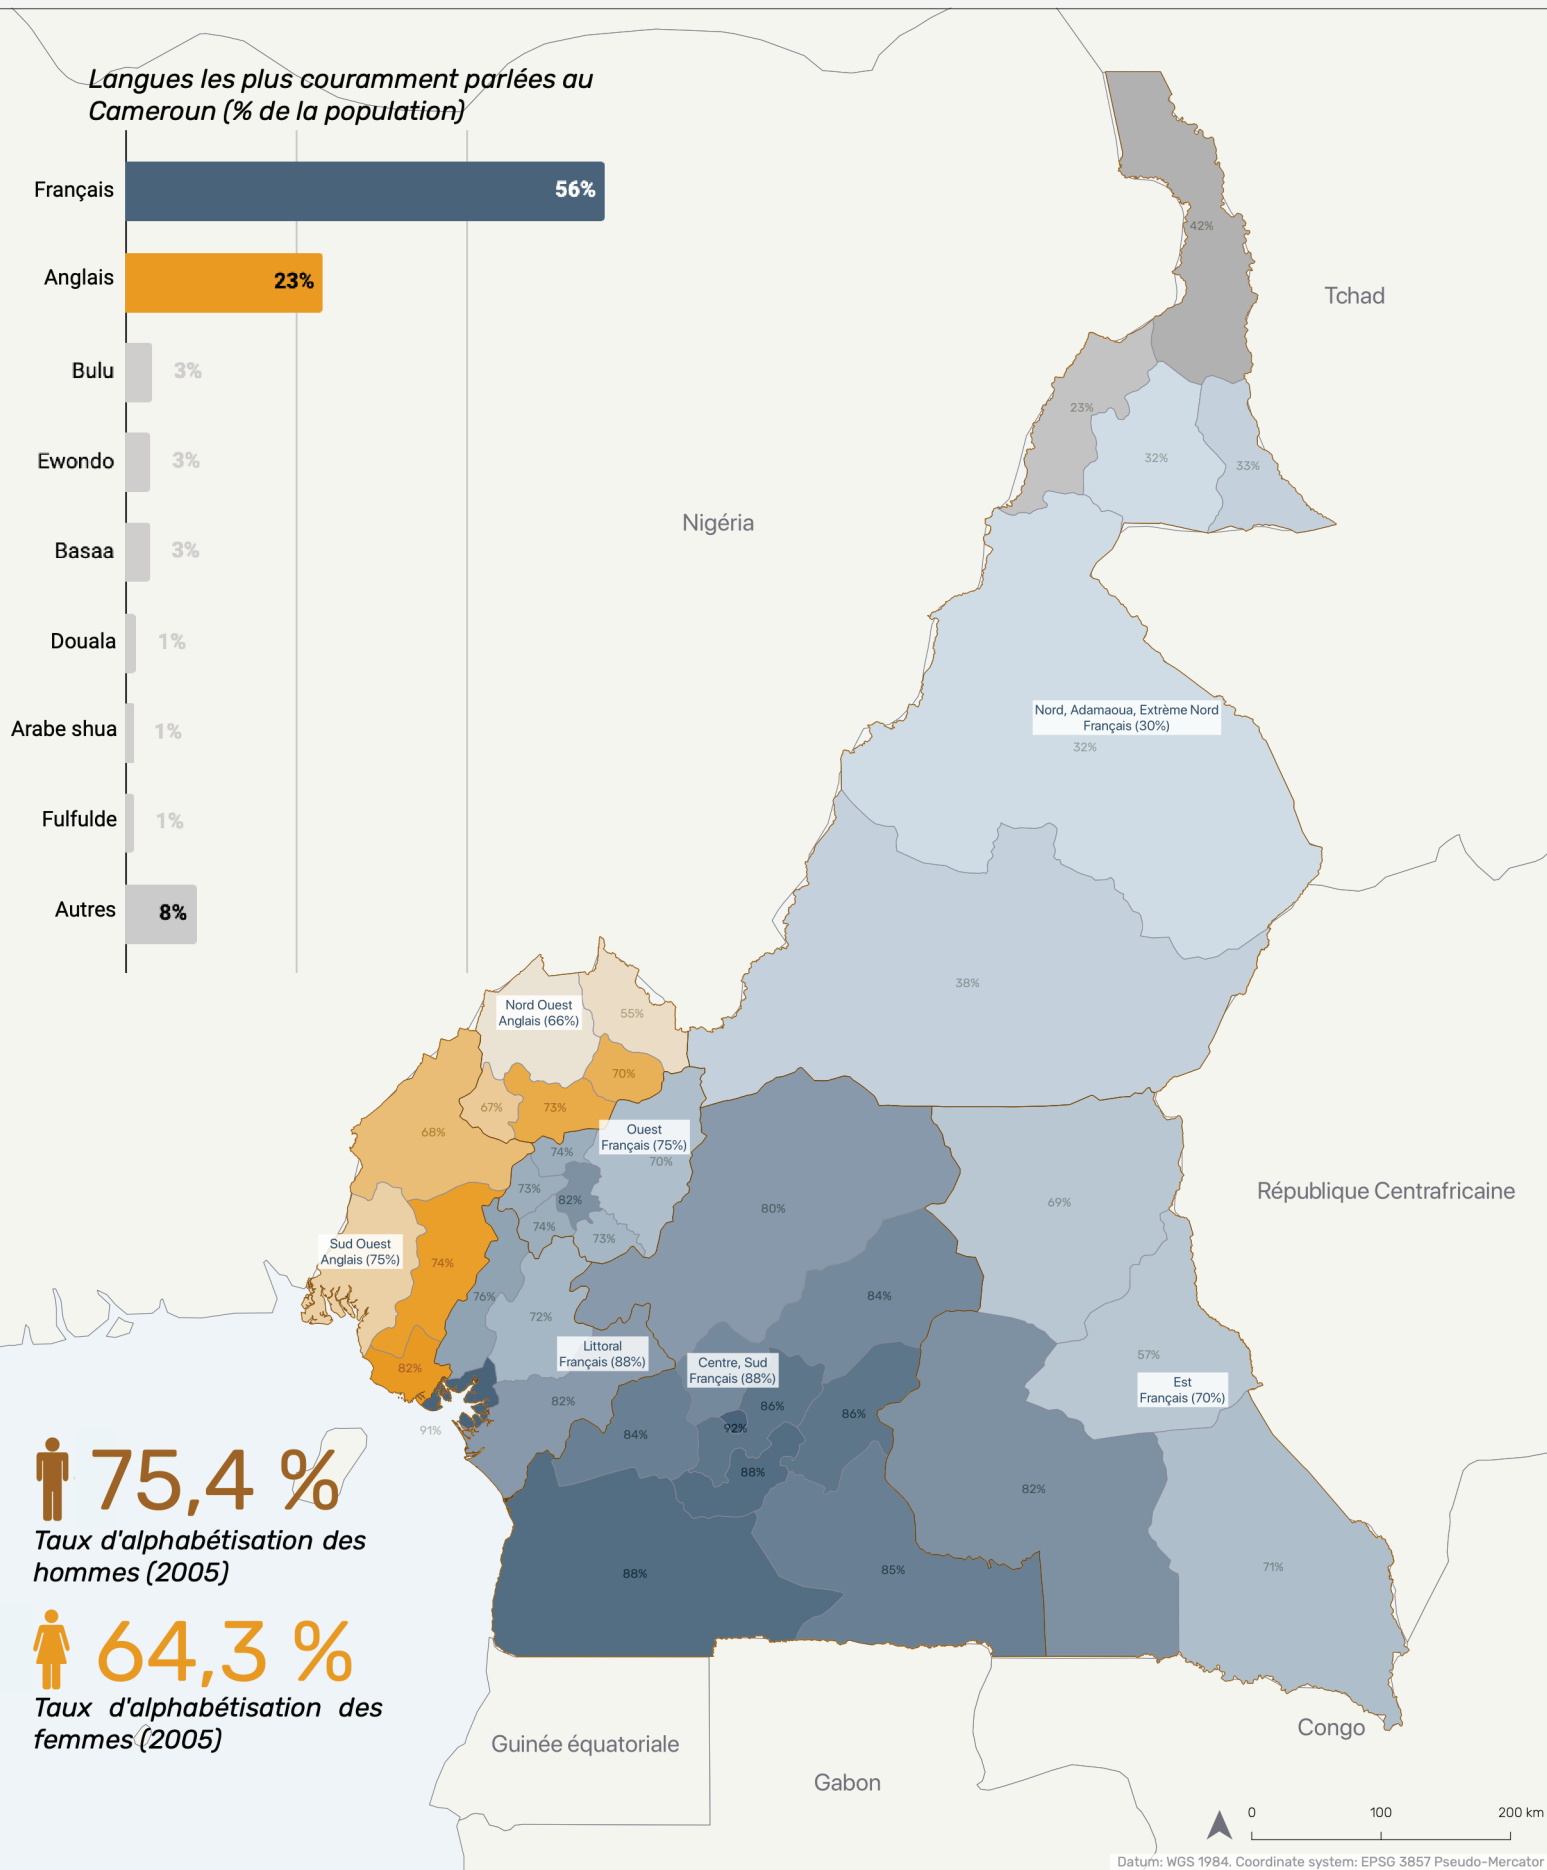 Langues les plus couramment parlées au
Cameroun (% de la population)
Français 56%
Anglais 23%
Bulu 3%
Ewondo 3%
Basaa 3%
Douala 1%
Arabe shua 1%
Fulfulde 1%
Autres 8%
42%
Tchad
23%
32%
33%
Nigéria
Nord, Adamaoua, Extrème Nord
Français (30%)
32%
38%
Nord Ouest
Anglais (66%)
55%
70%
67%
73%
68%
Ouest
Français (75%)
70%
74%
73%
82%
74%
73%
Sud Ouest
Anglais (75%)
74%
76%
72%
82%
80%
84%
69%
République Centrafricaine
57%
Est
Français (70%)
Littoral
Français (88%)
Centre, Sud
Français (88%)
82%
91%
84%
86%
92%
86%
88%
82%
88%
85%
71%
75,4 %
Taux d'alphabétisation des
hommes (2005)
64,3 %
Taux d'alphabétisation des
femmes (2005)
Guinée équatoriale
Gabon
Congo
0 100 200 km
Datum: WGS 1984. Coordinate system: EPSG 3857 Pseudo-Mercator